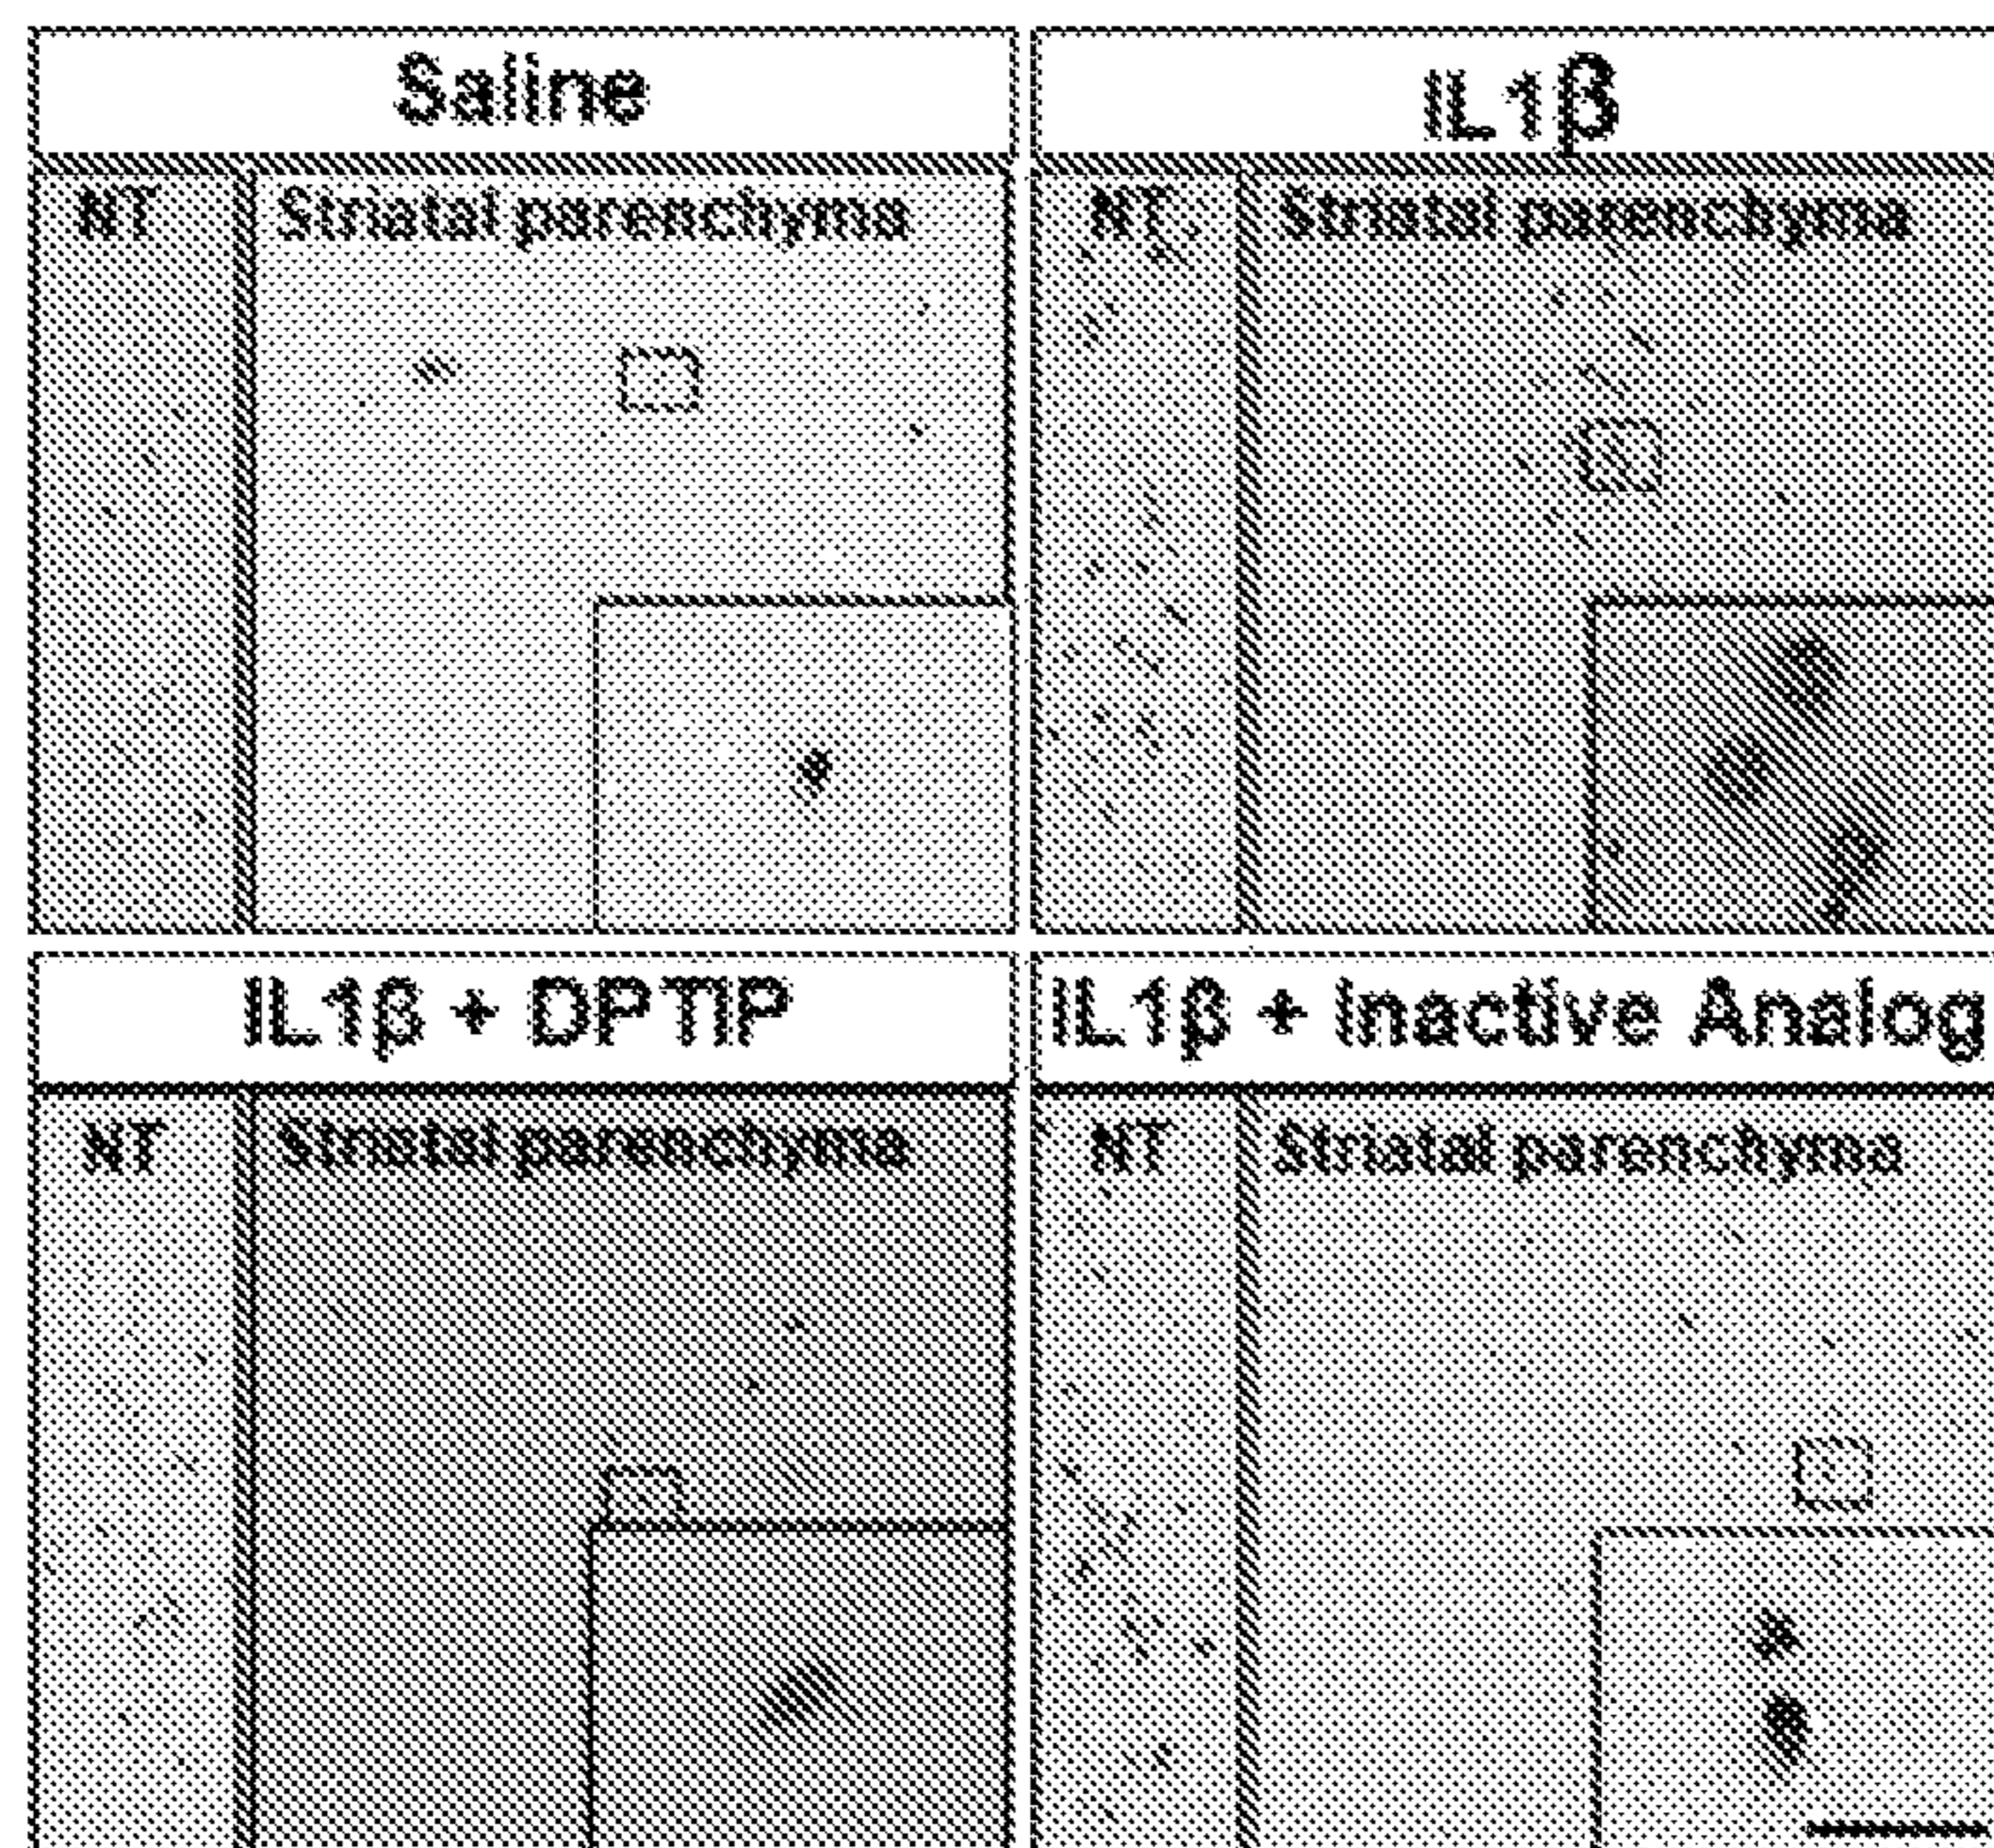 Saline
IL1β
NT
Striatal parenchyma
NT
Striatal parenchyma
IL1β + DPTIP
IL1β + Inactive Analog
NT
Striatal parenchyma
NT
Striatal parenchyma